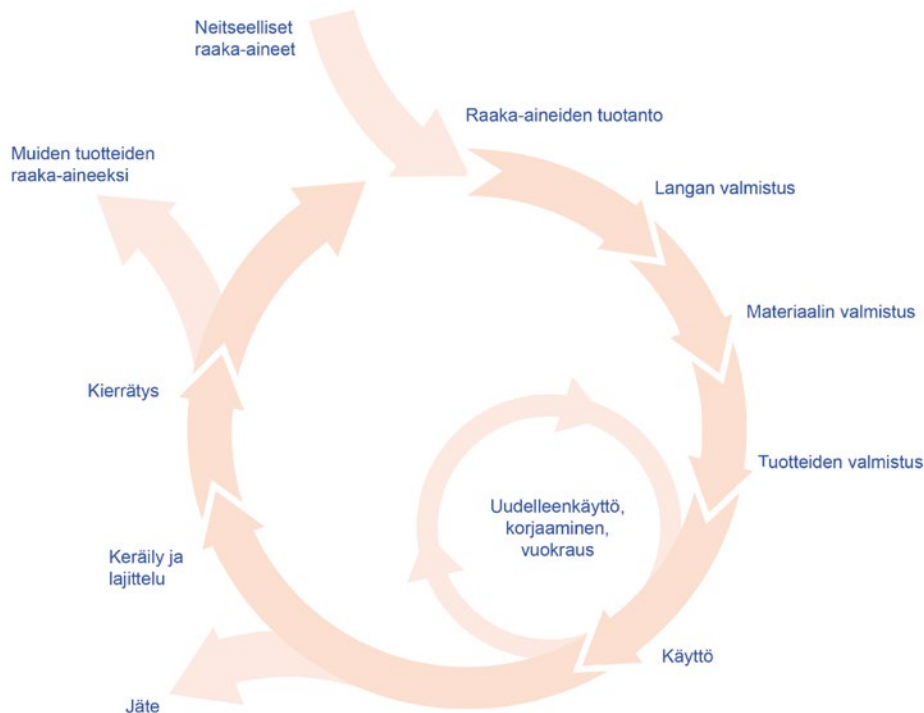 Neitseelliset
raaka-aineet
Raaka-aineiden tuotanto
Langan valmistus
Materiaalin valmistus
Tuotteiden valmistus
Käyttö
Uudelleenkäyttö,
korjaaminen,
vuokraus
Jäte
Keräily ja
lajittelu
Kierrätys
Muiden tuotteiden
raaka-aineeksi